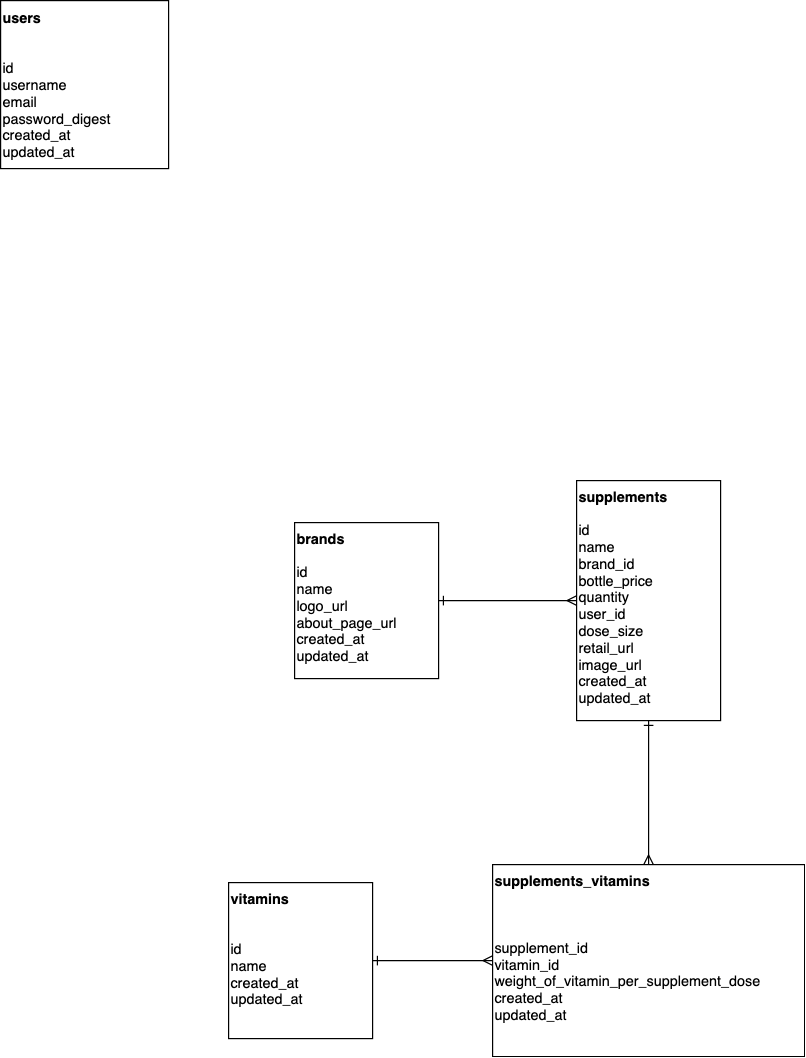 users
id
username
email
password_digest
created_at
updated_at
supplements
id
name
brand_id
bottle_price
quantity
user_id
dose_size
retail_url
image_url
created_at
updated_at
brands
id
name
logo_url
about_page_url
created_at
updated_at
supplements_vitamins
supplement_id
vitamin_id
weight_of_vitamin_per_supplement_dose
created_at
updated_at
vitamins
id
name
created_at
updated_at